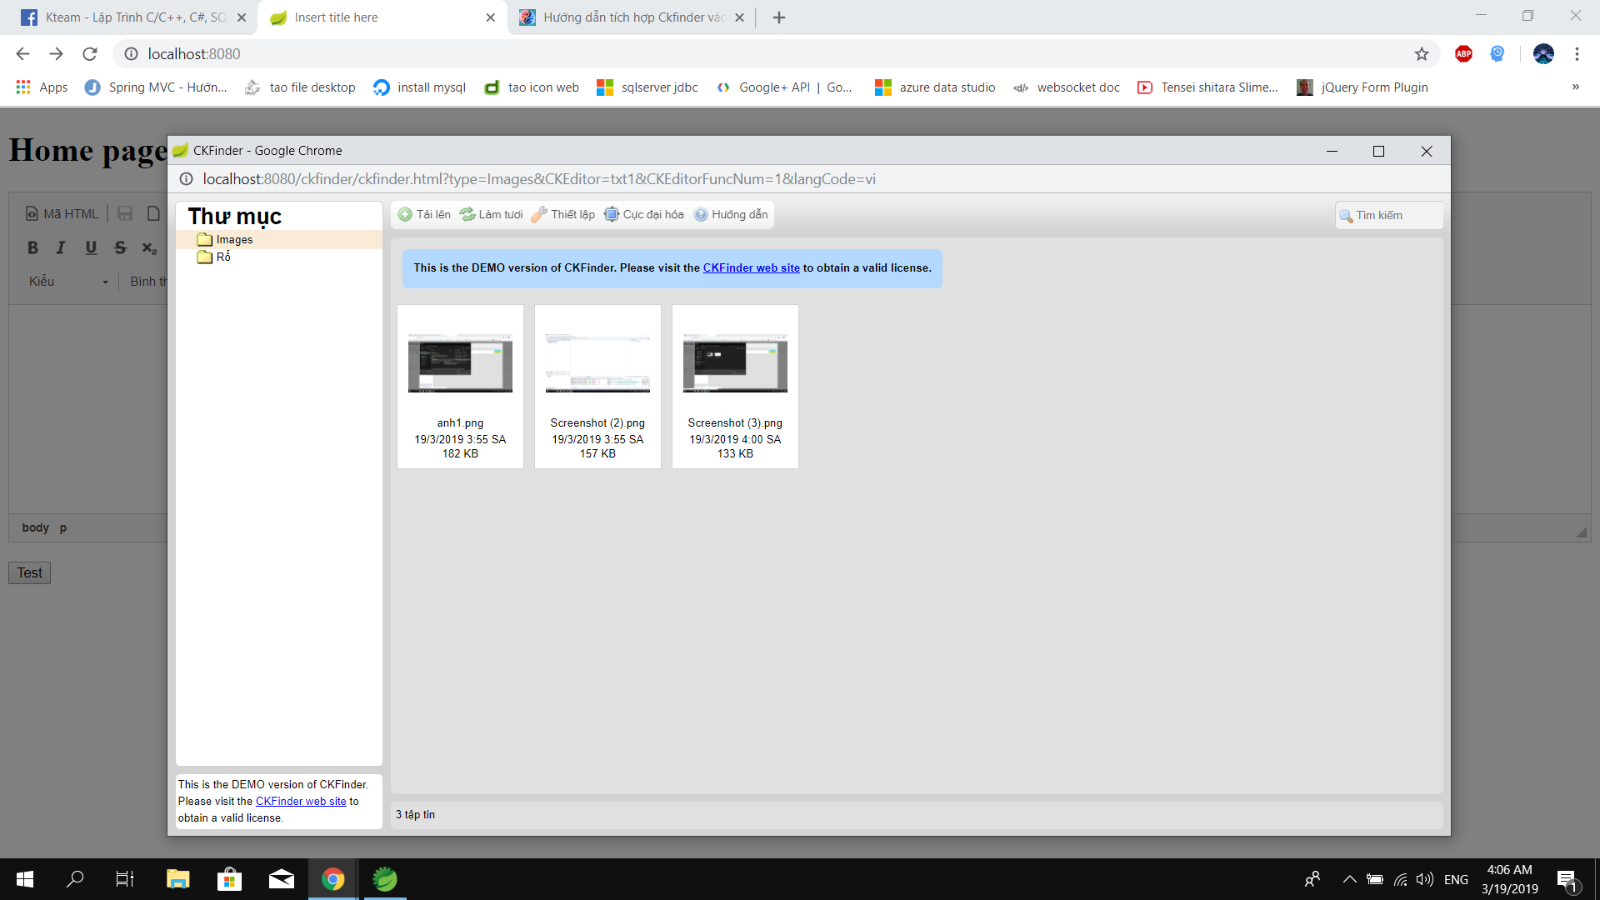 Kteam - Lập Trình C/C++, C#, SQ
Insert title here
Hướng dẫn tích hợp Ckfinder vào
localhost:8080
ABP
Apps
Spring MVC - Hướn...
tao file desktop
install mysql
tao icon web
sqlserver jdbc
Google+ API | Go...
azure data studio
websocket doc
Tensei shitara Slime...
jQuery Form Plugin
»
Home page
Mã HTML
B I U S x₂
Kiểu
Bình th
body p
Test
CKFinder - Google Chrome
localhost:8080/ckfinder/ckfinder.html?type=Images&CKEditor=txt1&CKEditorFuncNum=1&langCode=vi
Thư mục
Images
Rổ
Tải lên
Làm tươi
Thiết lập
Cực đại hóa
Hướng dẫn
Tìm kiếm
This is the DEMO version of CKFinder. Please visit the CKFinder web site to obtain a valid license.
anh1.png
19/3/2019 3:55 SA
182 KB
Screenshot (2).png
19/3/2019 3:55 SA
157 KB
Screenshot (3).png
19/3/2019 4:00 SA
133 KB
This is the DEMO version of CKFinder.
Please visit the CKFinder web site to
obtain a valid license.
3 tập tin
ENG
4:06 AM
3/19/2019
1